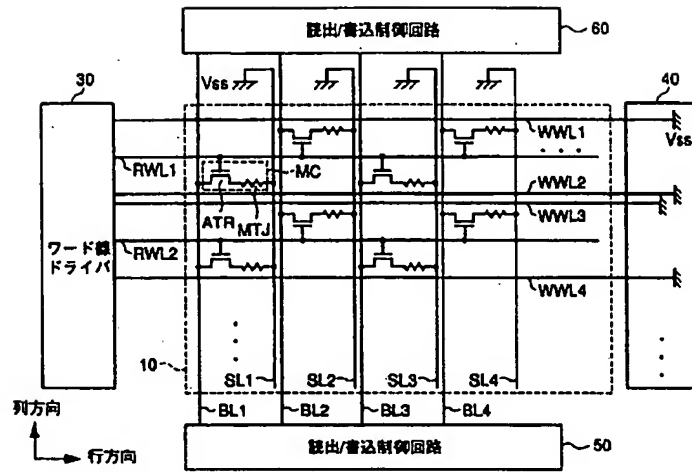 読出/書込制御回路
60
30
40
Vss
WWL1
Vss
. . .
RWL1
MC
WWL2
ATR
MTJ
WWL3
RWL2
ワード線
ドライバ
WWL4
10
SL1
SL2
SL3
SL4
BL1
BL2
BL3
BL4
列方向
行方向
読出/書込制御回路
50